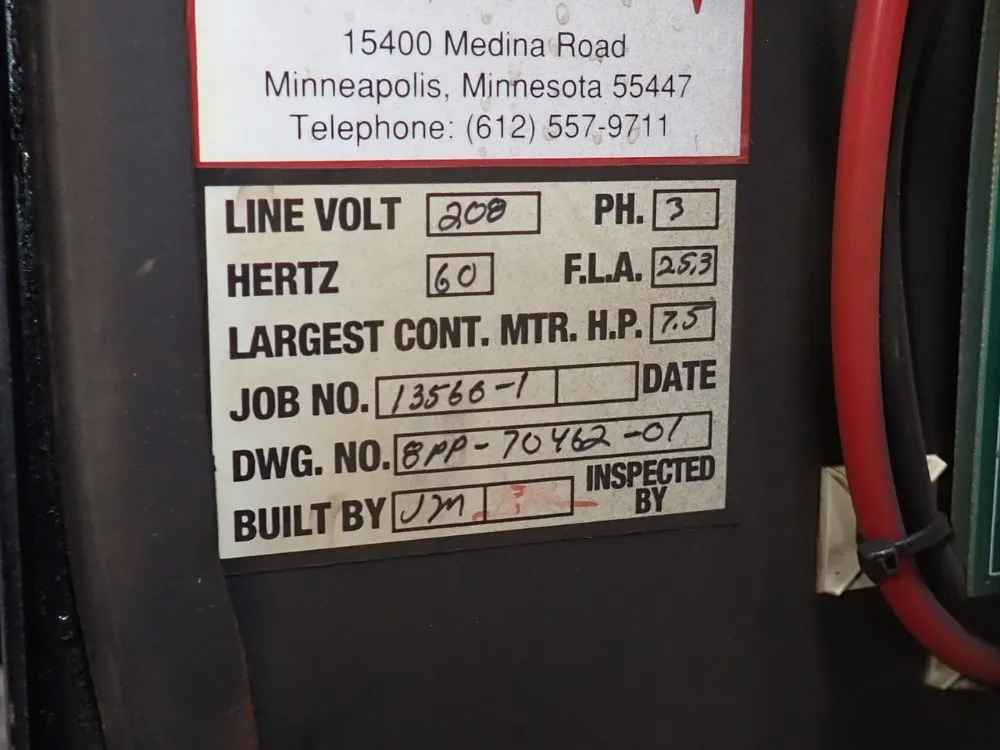 15400 Medina Road
Minneapolis, Minnesota 55447
Telephone: (612) 557-9711
LINE VOLT 208 PH. 3
HERTZ 60 F.L.A. 25.3
LARGEST CONT. MTR. H.P. 7.5
JOB NO. 13566-1 DATE
DWG. NO. 8PP-70462-01
BUILT BY JM INSPECTED BY